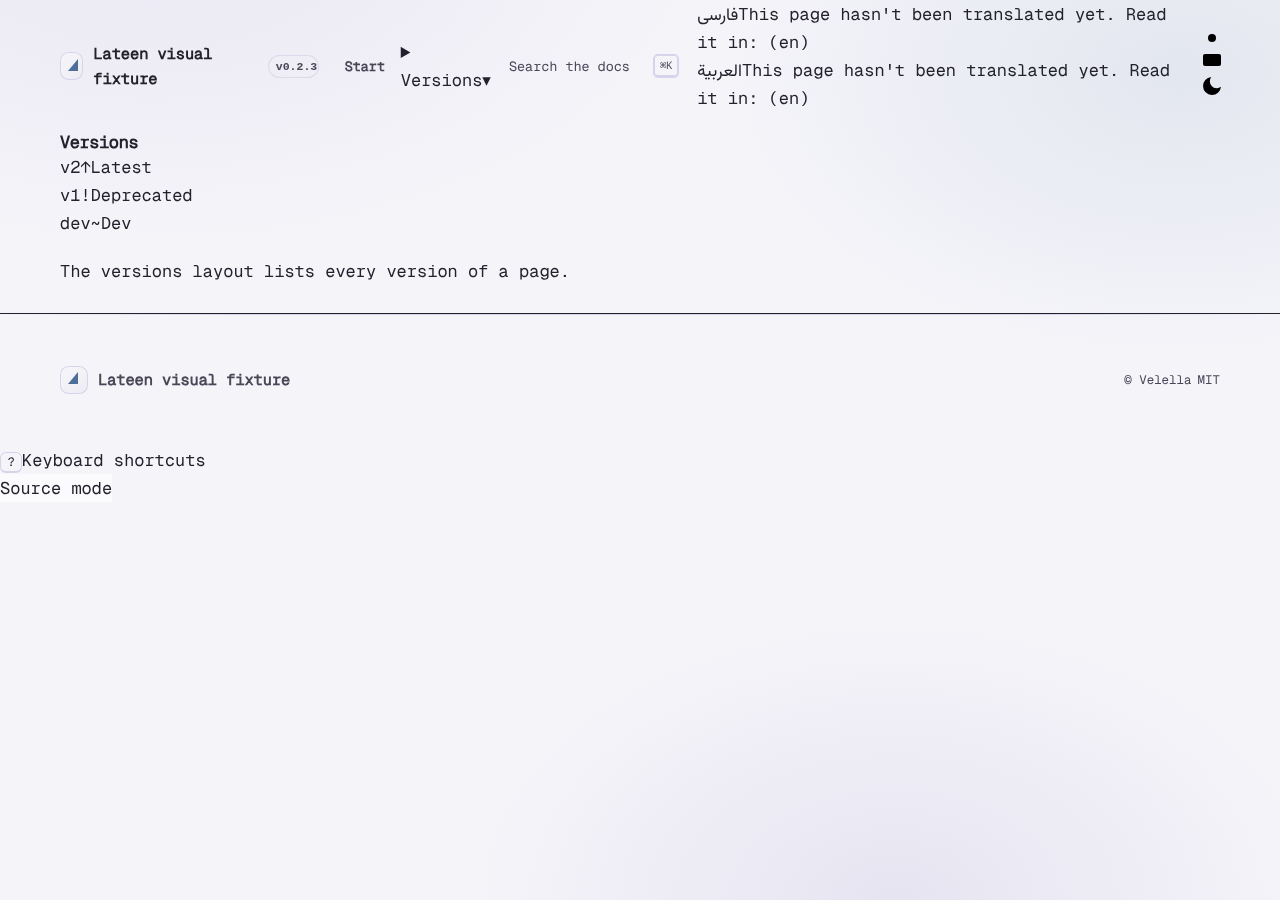 Lateen visual
fixture
v0.2.3
Start
▶
Versions▾
Search the docs
⌘K
فارسیThis page hasn't been translated yet. Read
it in: (en)
العربيةThis page hasn't been translated yet. Read
it in: (en)
Versions
v2↑Latest
v1!Deprecated
dev~Dev
The versions layout lists every version of a page.
Lateen visual fixture
© Velella MIT
?Keyboard shortcuts
Source mode